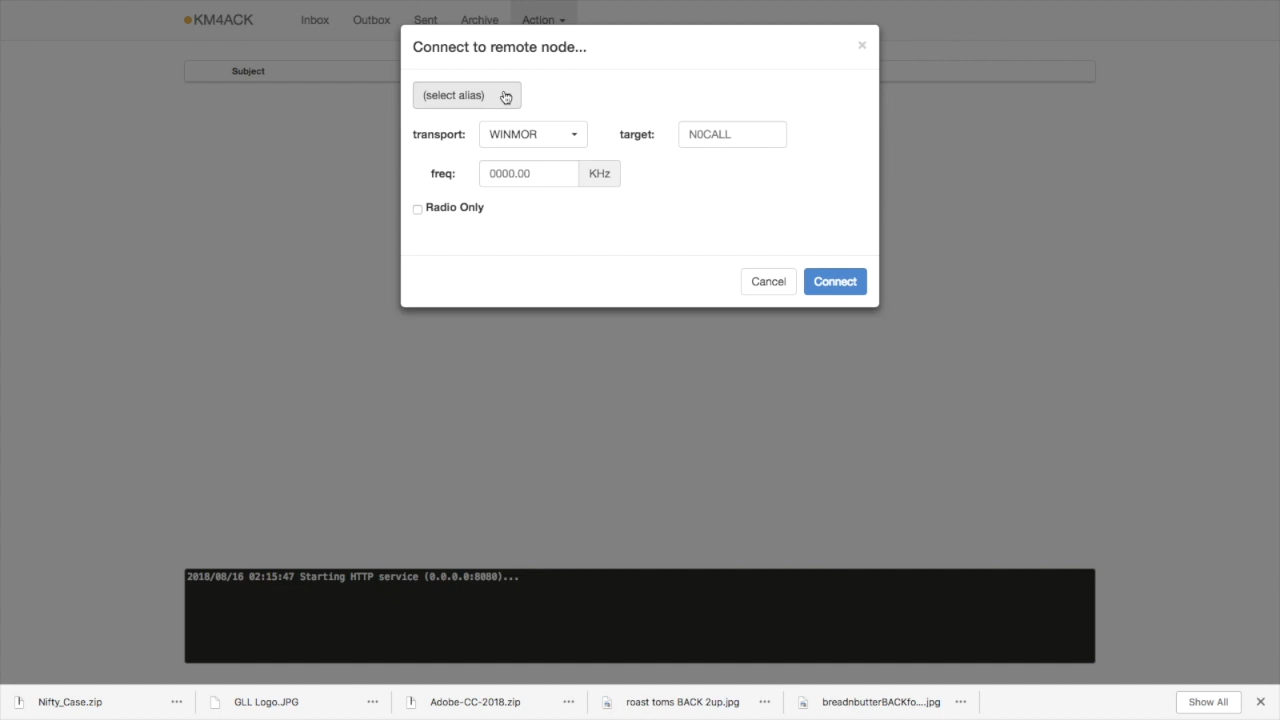 KM4ACK Inbox Outbox Sent Archive Action
Connect to remote node... ×
Subject
(select alias)
transport: WINMOR target: N0CALL
freq: 0000.00 KHz
Radio Only
Cancel Connect
2018/08/16 02:15:47 Starting HTTP service (0.0.0.0:8080)...
Nifty_Case.zip ... GLL Logo.JPG ... Adobe-CC-2018.zip ... roast toms BACK 2up.jpg ... breadnbutterBACKfo....jpg ... Show All ×